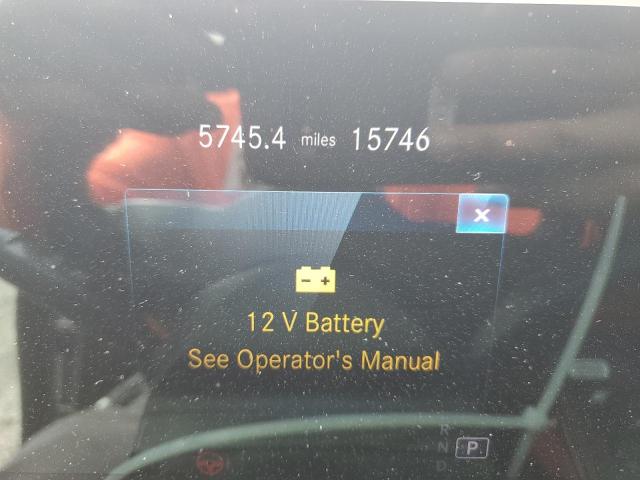 5745.4 miles 15746
x
12 V Battery
See Operator's Manual
R
N P
D